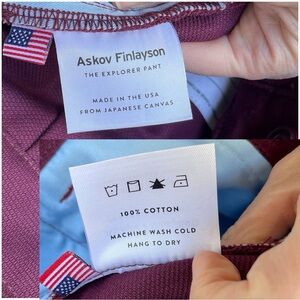 Askov Finlayson
THE EXPLORER PANT
MADE IN THE USA
FROM JAPANESE CANVAS
100% COTTON
MACHINE WASH COLD
HANG TO DRY